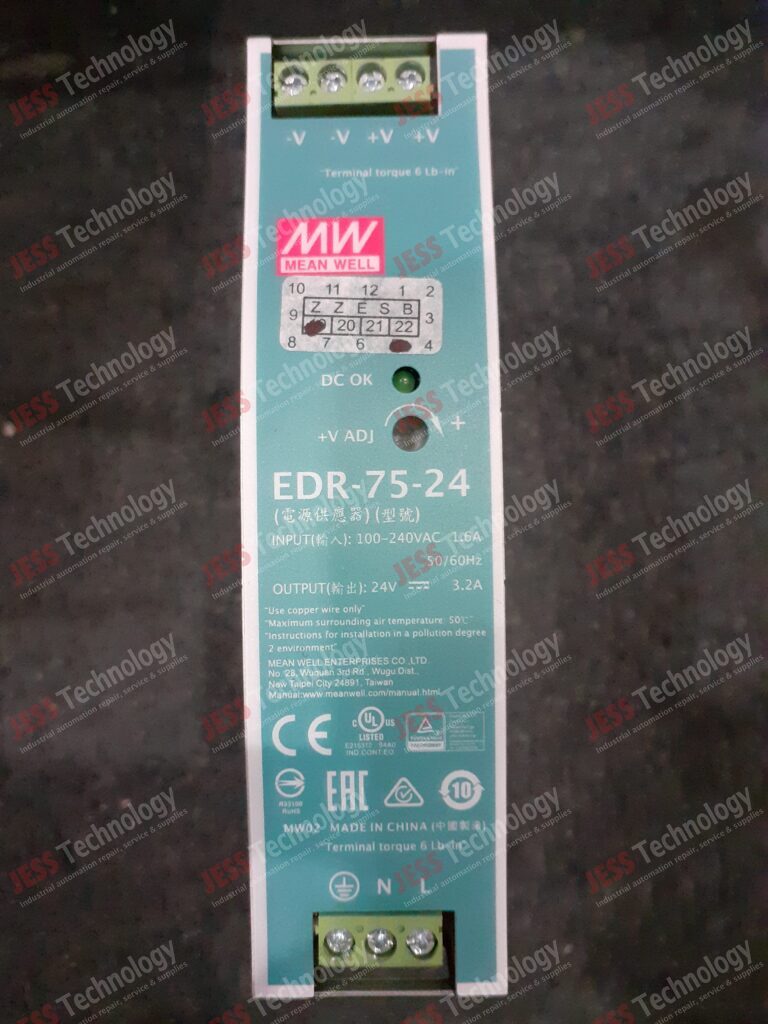 -V -V +V +V
"Terminal torque 6 Lb-in"
MW
MEAN WELL
10 11 12 1 2
Z Z E S B
9 20 21 22 3
8 7 6 4
DC OK
+V ADJ +
EDR-75-24
(電源供應器) (型號)
INPUT(輸入): 100-240VAC 1.6A
50/60Hz
OUTPUT(輸出): 24V 3.2A
"Use copper wire only"
"Maximum surrounding air temperature: 50℃"
"Instructions for installation in a pollution degree
2 environment"
MEAN WELL ENTERPRISES CO.,LTD.
No. 28, Wuquan 3rd Rd., Wugu Dist.,
New Taipei City 24891, Taiwan
Manual:www.meanwell.com/manual.html
CE
c UL us
LISTED
IND.CONT.EQ
RoHS
EAC
10
MW02 MADE IN CHINA (中國製造)
"Terminal torque 6 Lb-in"
N L
JESS Technology
Industrial automation repair, service & supplies